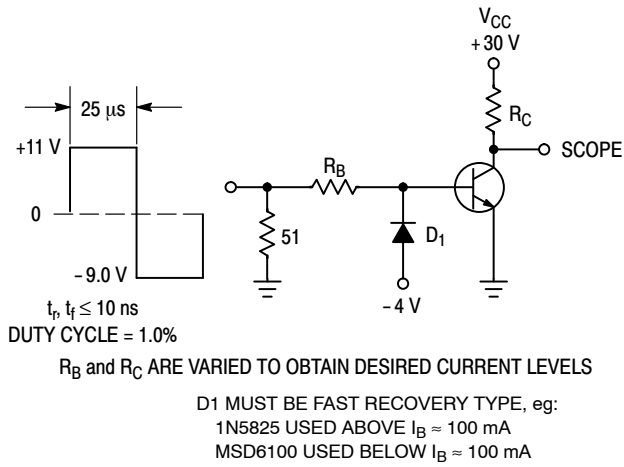 V_CC
+30 V
25 μs
R_C
+11 V
SCOPE
R_B
0
51
D_1
−9.0 V
−4 V
t_r, t_f ≤ 10 ns
DUTY CYCLE = 1.0%
R_B and R_C ARE VARIED TO OBTAIN DESIRED CURRENT LEVELS
D1 MUST BE FAST RECOVERY TYPE, eg:
1N5825 USED ABOVE I_B ≈ 100 mA
MSD6100 USED BELOW I_B ≈ 100 mA